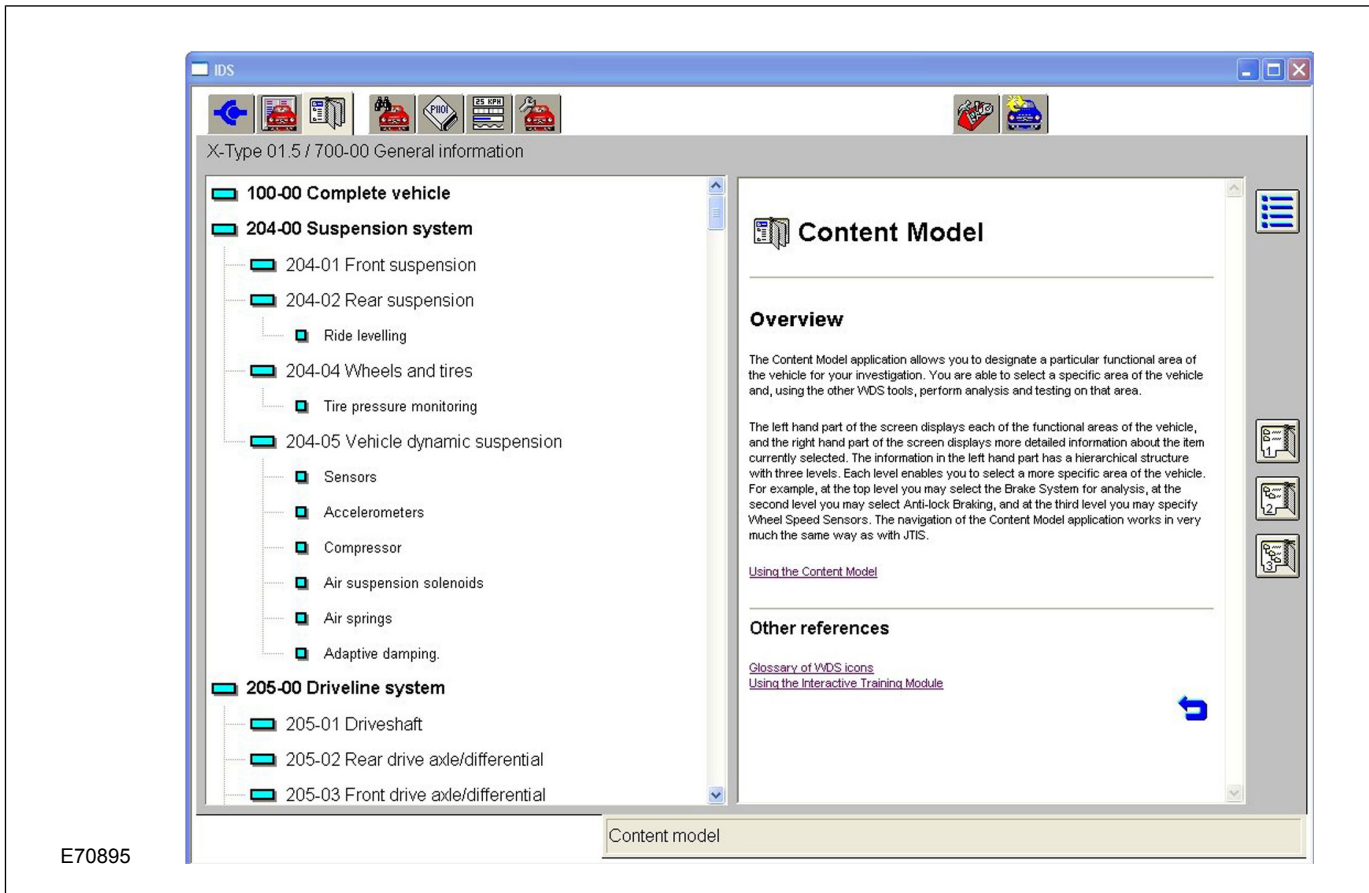 IDS
P1101
25 KPH
X-Type 01.5 / 700-00 General information
100-00 Complete vehicle
204-00 Suspension system
204-01 Front suspension
204-02 Rear suspension
Ride levelling
204-04 Wheels and tires
Tire pressure monitoring
204-05 Vehicle dynamic suspension
Sensors
Accelerometers
Compressor
Air suspension solenoids
Air springs
Adaptive damping.
205-00 Driveline system
205-01 Driveshaft
205-02 Rear drive axle/differential
205-03 Front drive axle/differential
Content Model
Overview
The Content Model application allows you to designate a particular functional area of
the vehicle for your investigation. You are able to select a specific area of the vehicle
and, using the other WDS tools, perform analysis and testing on that area.
The left hand part of the screen displays each of the functional areas of the vehicle,
and the right hand part of the screen displays more detailed information about the item
currently selected. The information in the left hand part has a hierarchical structure
with three levels. Each level enables you to select a more specific area of the vehicle.
For example, at the top level you may select the Brake System for analysis, at the
second level you may select Anti-lock Braking, and at the third level you may specify
Wheel Speed Sensors. The navigation of the Content Model application works in very
much the same way as with JTIS.
Using the Content Model
Other references
Glossary of WDS icons
Using the Interactive Training Module
1
2
3
Content model
E70895